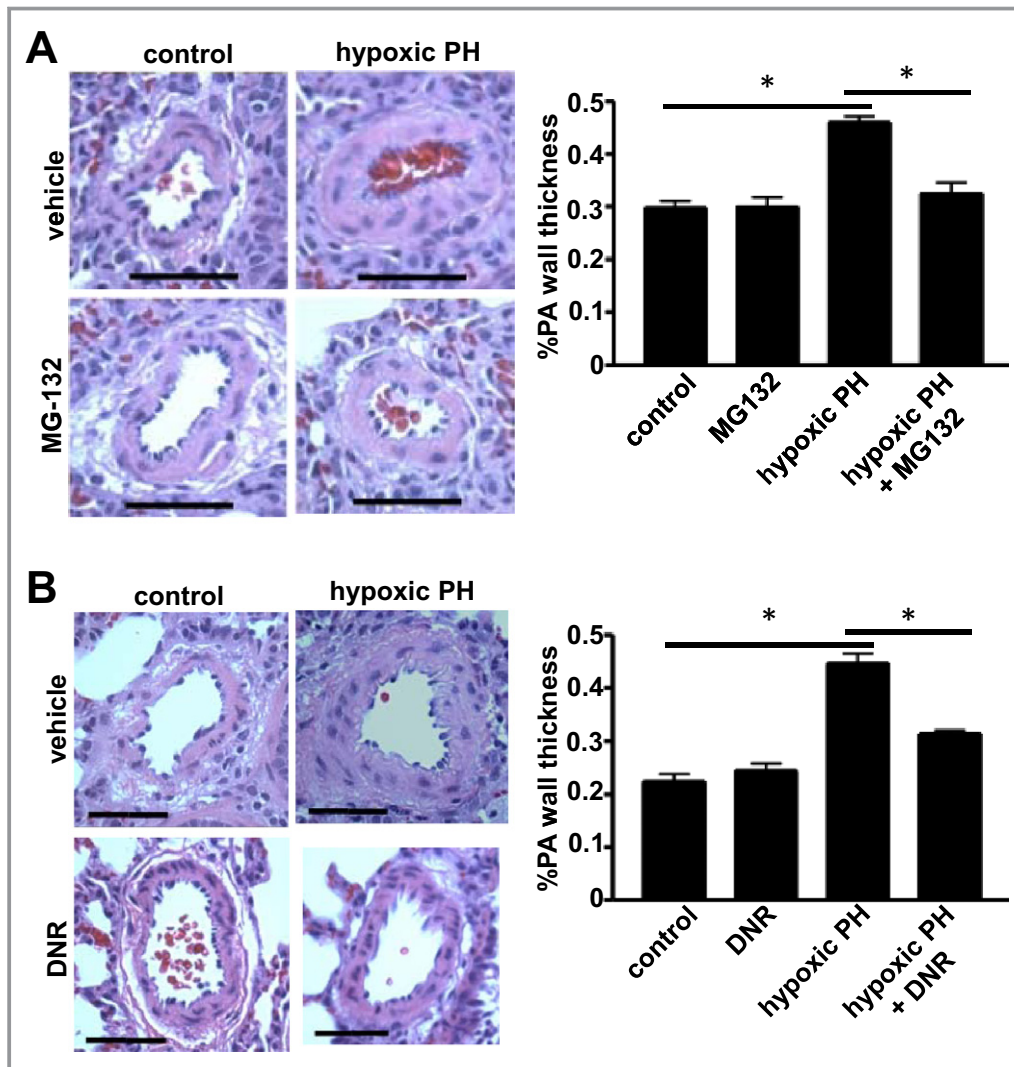 A
control
hypoxic PH
vehicle
MG-132
%PA wall thickness
0.5
0.4
0.3
0.2
0.1
0
*
*
control
MG132
hypoxic PH
hypoxic PH
+ MG132
B
control
hypoxic PH
vehicle
DNR
%PA wall thickness
0.5
0.4
0.3
0.2
0.1
0
*
*
control
DNR
hypoxic PH
hypoxic PH
+ DNR